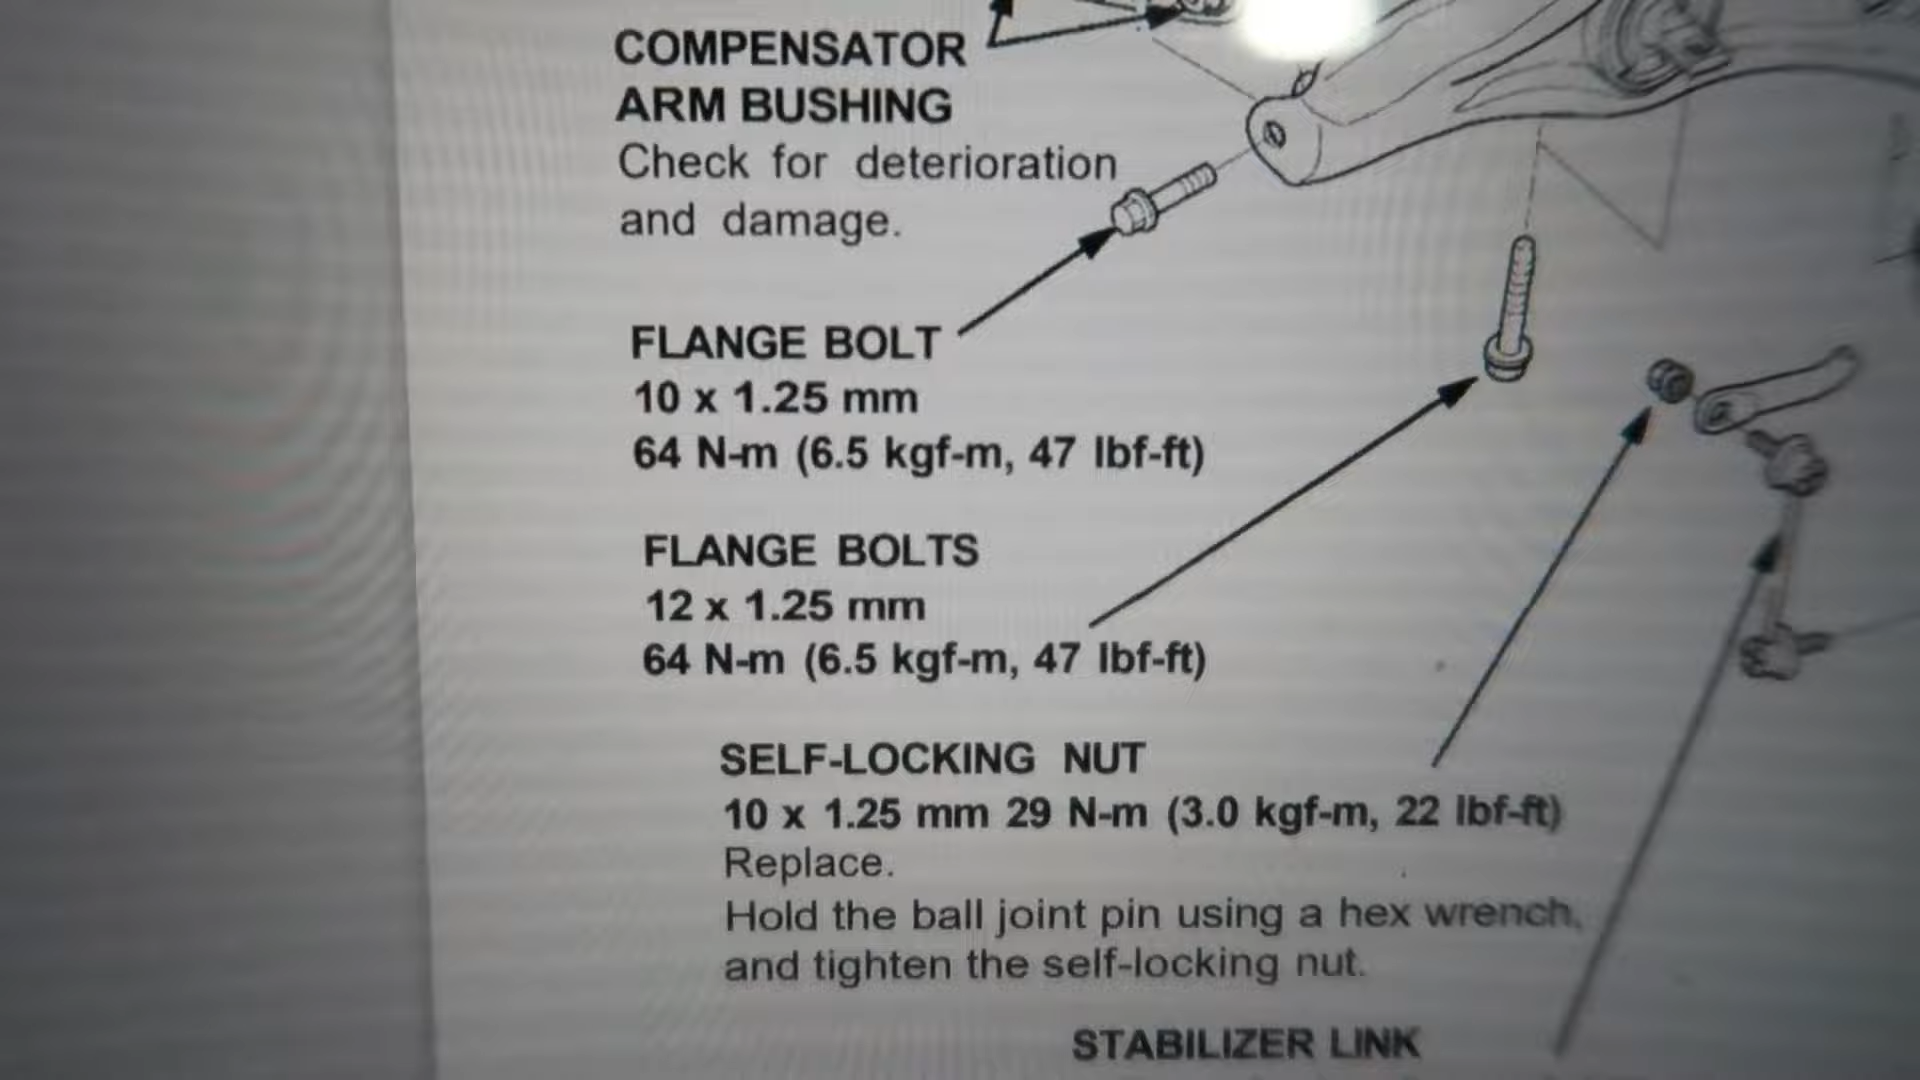 COMPENSATOR
ARM BUSHING
Check for deterioration
and damage.
FLANGE BOLT
10 x 1.25 mm
64 N-m (6.5 kgf-m, 47 lbf-ft)
FLANGE BOLTS
12 x 1.25 mm
64 N-m (6.5 kgf-m, 47 lbf-ft)
SELF-LOCKING NUT
10 x 1.25 mm 29 N-m (3.0 kgf-m, 22 lbf-ft)
Replace.
Hold the ball joint pin using a hex wrench,
and tighten the self-locking nut.
STABILIZER LINK